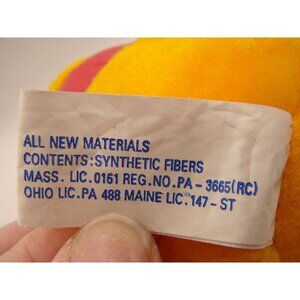 ALL NEW MATERIALS
CONTENTS:SYNTHETIC FIBERS
MASS. LIC.0161 REG.NO.PA-3665(RC)
OHIO LIC.PA 488 MAINE LIC.147-ST